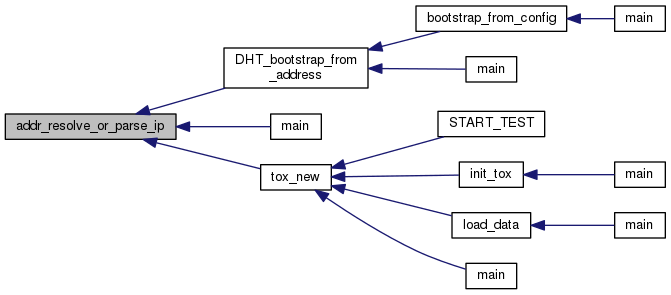 bootstrap_from_config
main
DHT_bootstrap_from
_address
main
addr_resolve_or_parse_ip
main
START_TEST
tox_new
init_tox
main
load_data
main
main